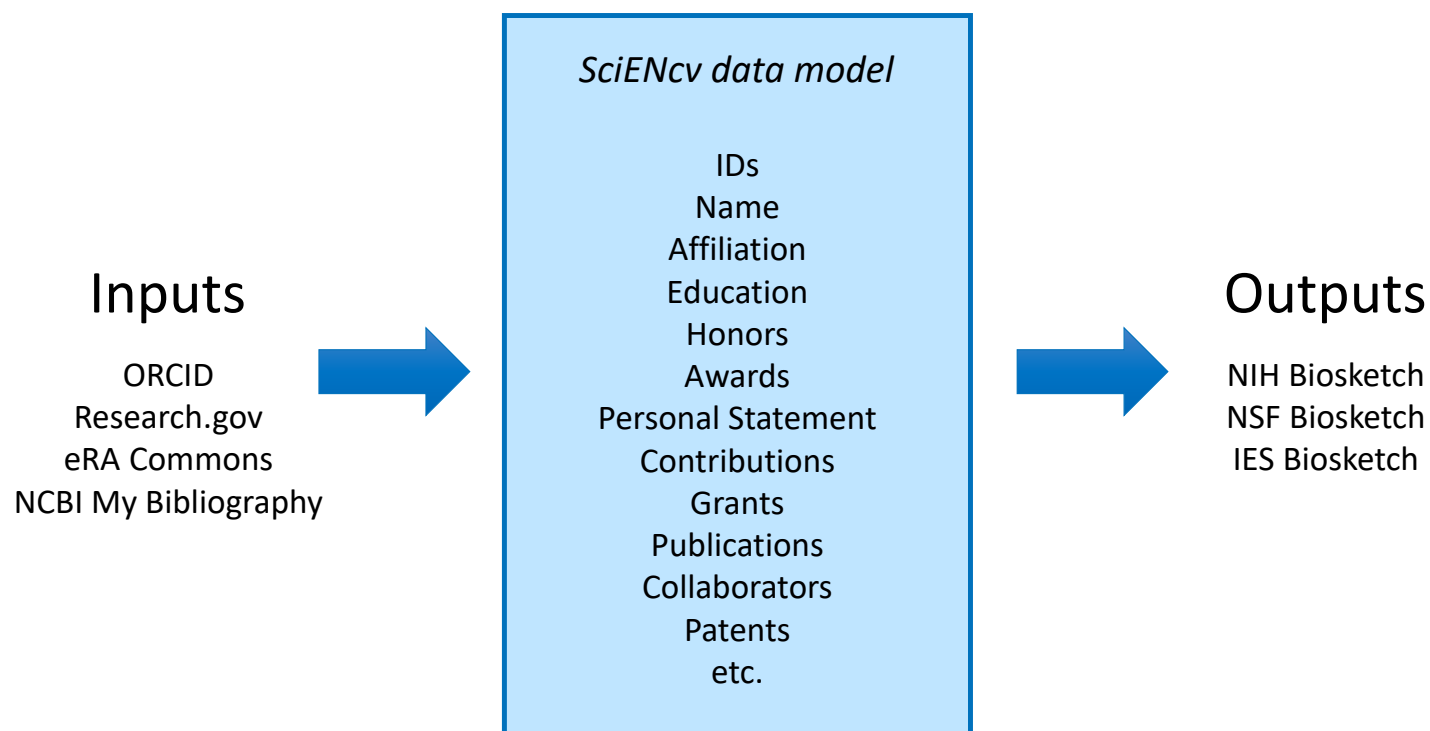 Inputs
ORCID
Research.gov
eRA Commons
NCBI My Bibliography
SciENcv data model
IDs
Name
Affiliation
Education
Honors
Awards
Personal Statement
Contributions
Grants
Publications
Collaborators
Patents
etc.
Outputs
NIH Biosketch
NSF Biosketch
IES Biosketch